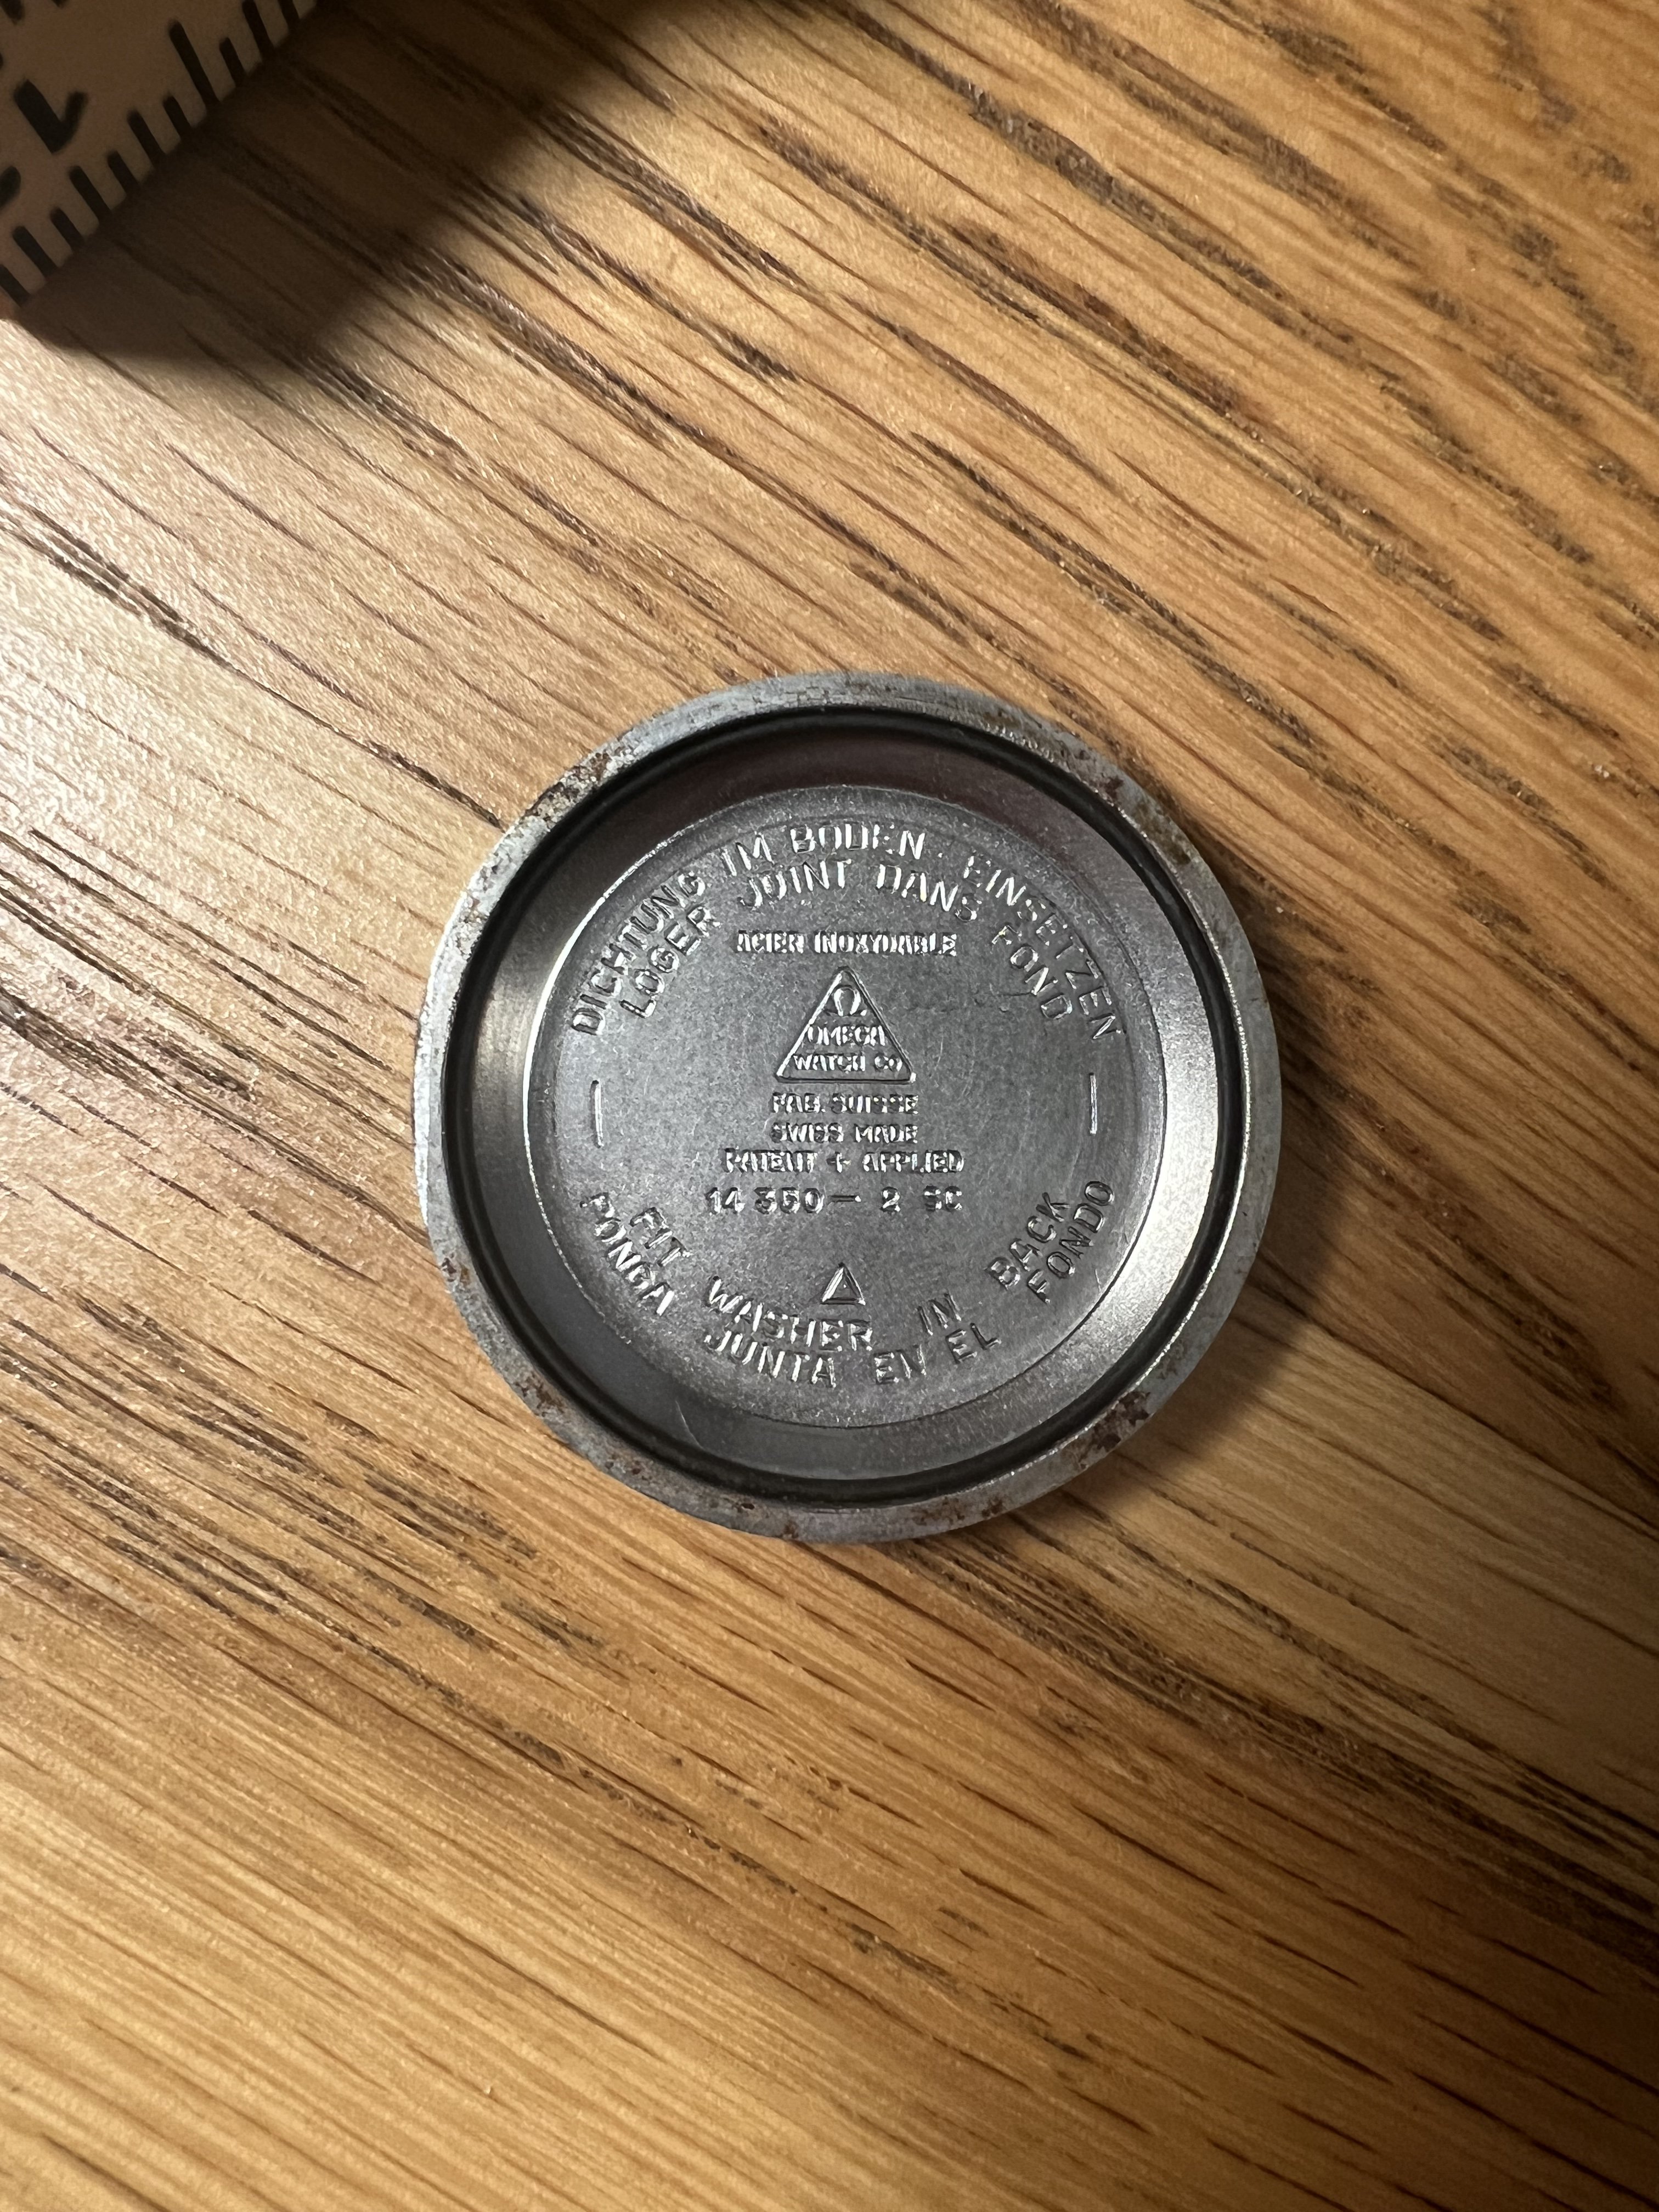 DICHTUNG IM BODEN EINSETZEN
LOGER JOINT DANS FOND
ACIER INOXYDABLE
Ω
OMEGA
WATCH Co
FAB. SUISSE
SWISS MADE
PATENT + APPLIED
14 350 - 2 SC
FIT WASHER IN BACK
PONGA JUNTA EN EL FONDO